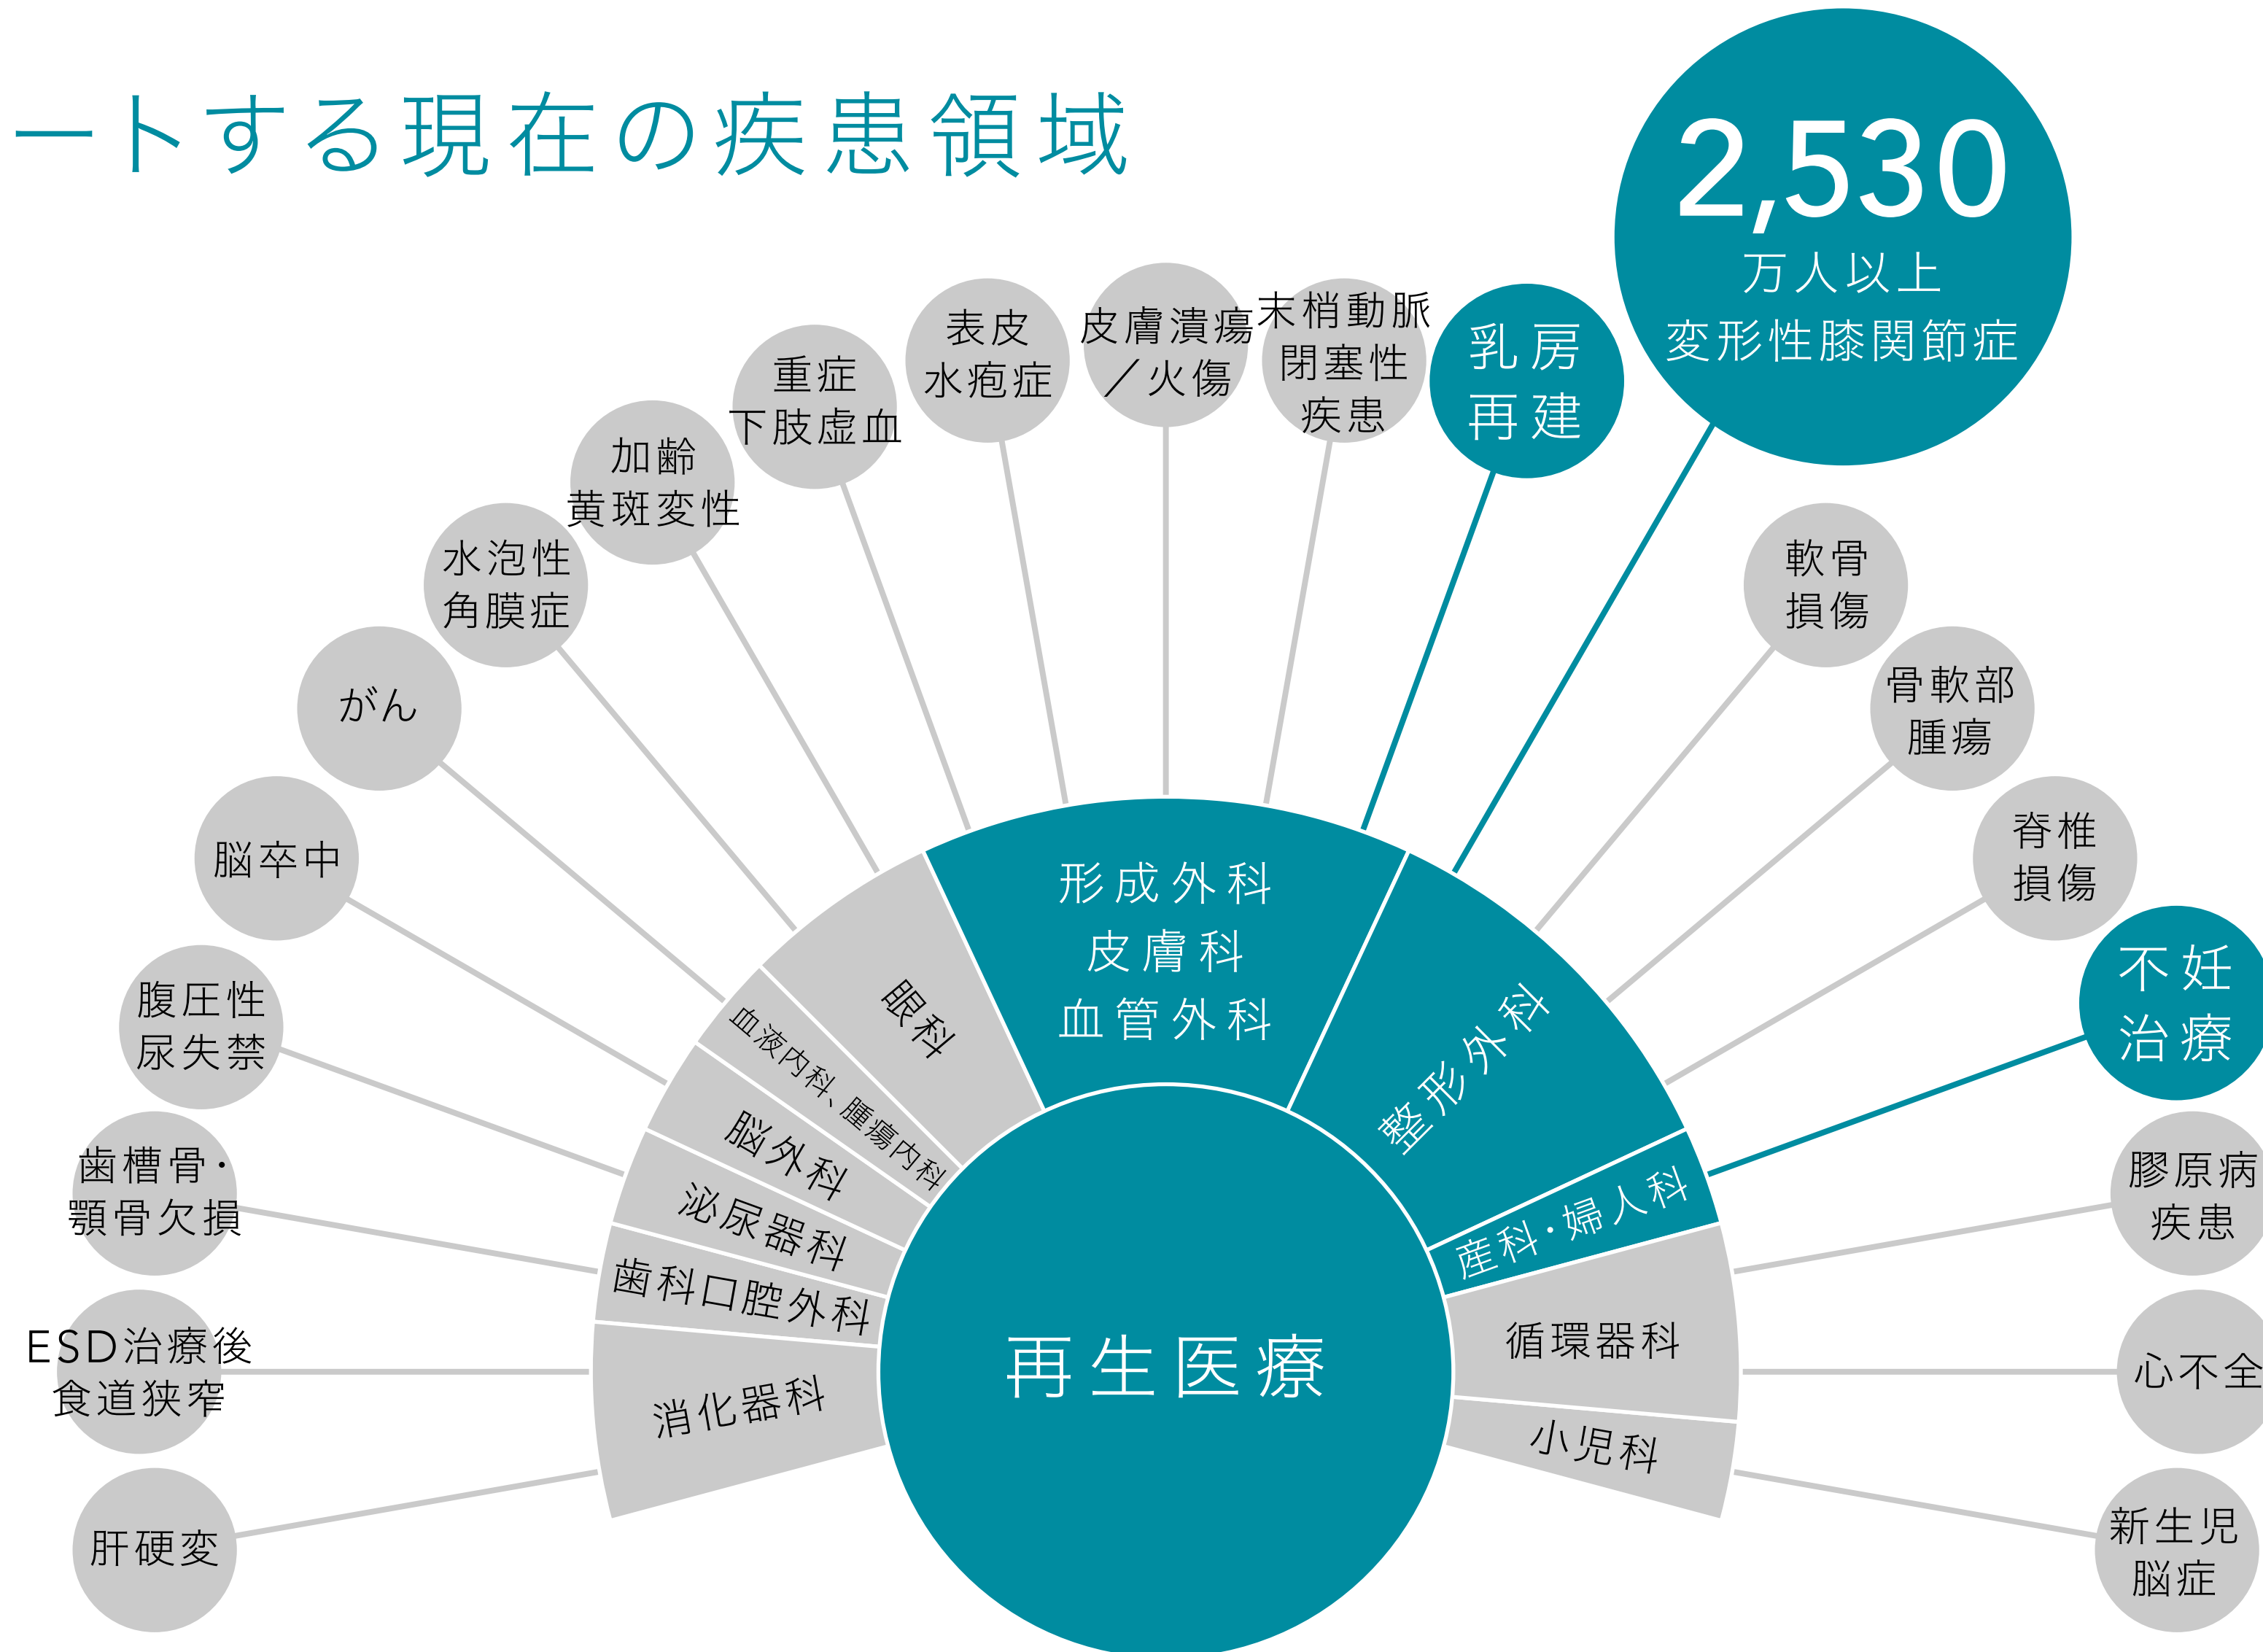 ートする現在の疾患領域
2,530
万人以上
変形性膝関節症
乳房
再建
末梢動脈
閉塞性
疾患
皮膚潰瘍
／火傷
表皮
水疱症
重症
下肢虚血
加齢
黄斑変性
水泡性
角膜症
がん
脳卒中
腹圧性
尿失禁
歯槽骨・
顎骨欠損
ESD治療後
食道狭窄
肝硬変
軟骨
損傷
骨軟部
腫瘍
脊椎
損傷
不妊
治療
膠原病
疾患
心不全
新生児
脳症
形成外科
皮膚科
血管外科
眼科
血液内科、腫瘍内科
脳外科
泌尿器科
歯科口腔外科
消化器科
整形外科
産科・婦人科
循環器科
小児科
再生医療